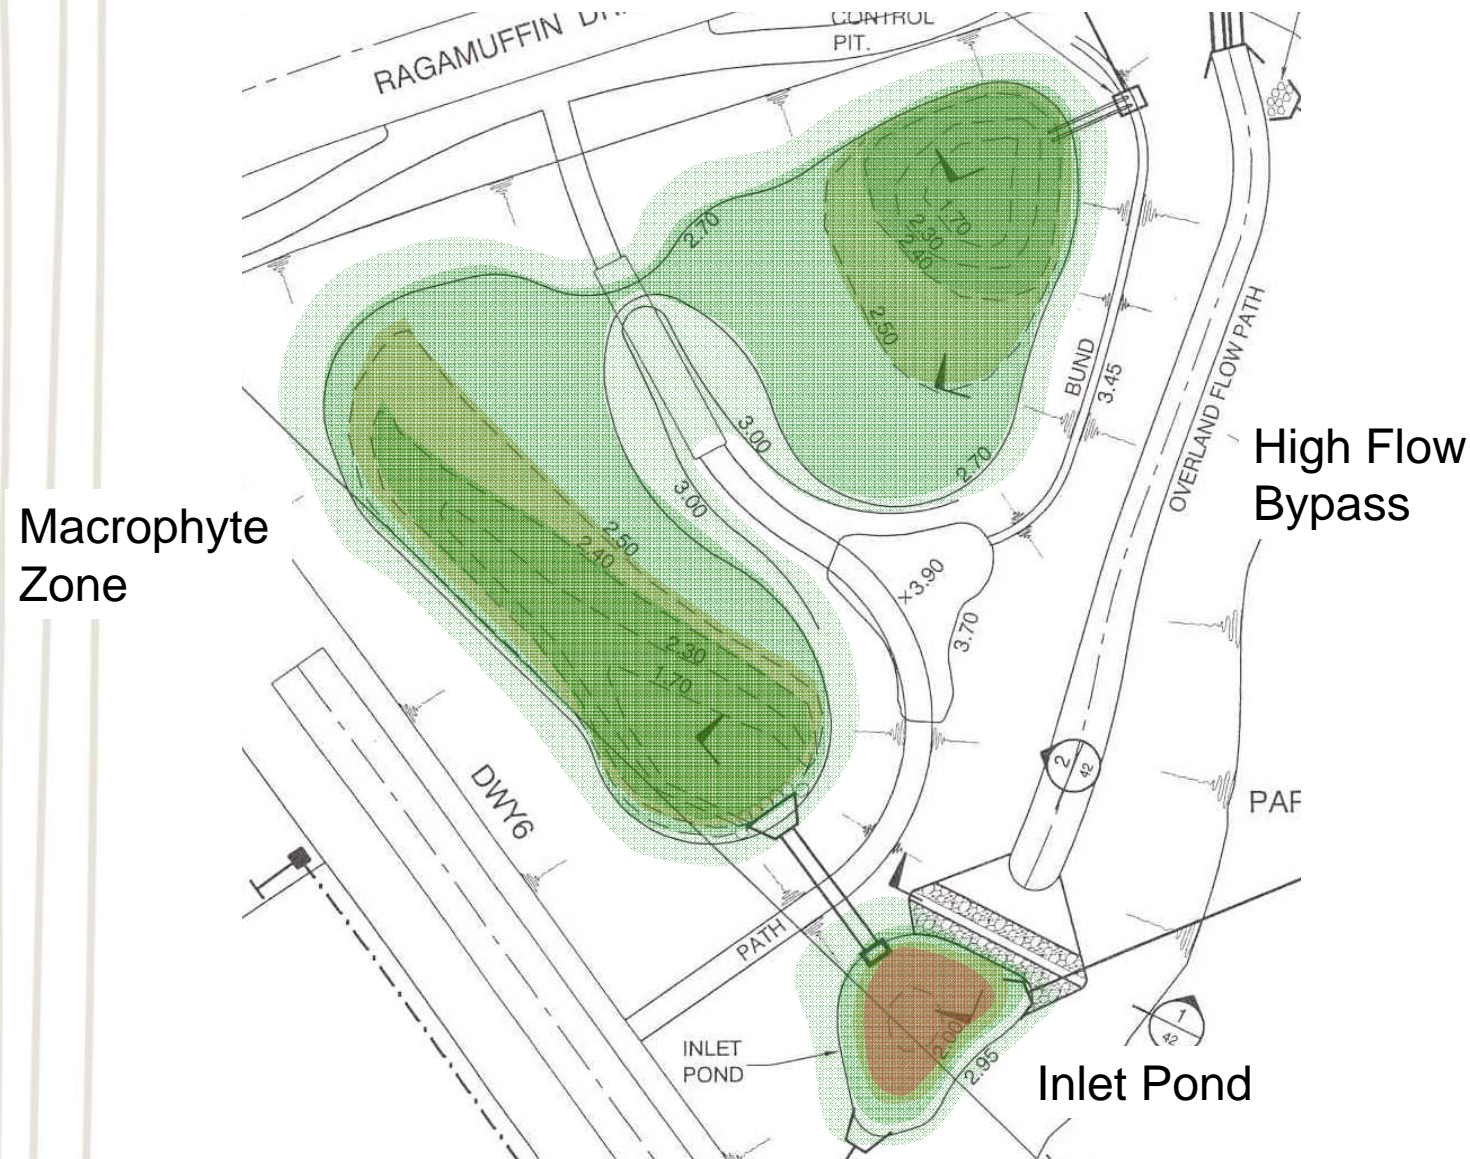 RAGAMUFFIN
CONTROL
PIT.
2.70
1.70
2.30
2.40
2.50
BUND
3.45
OVERLAND FLOW PATH
High Flow
Bypass
3.00
2.70
3.00
Macrophyte
Zone
2.50
2.40
×3.90
3.70
2.30
1.70
2
42
DWY6
PATH
INLET
POND
2.00
2.95
1
42
Inlet Pond